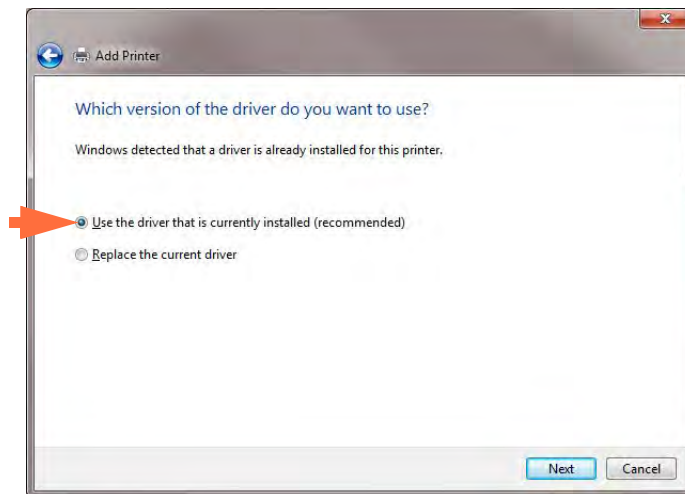 Add Printer
Which version of the driver do you want to use?
Windows detected that a driver is already installed for this printer.
Use the driver that is currently installed (recommended)
Replace the current driver
Next Cancel